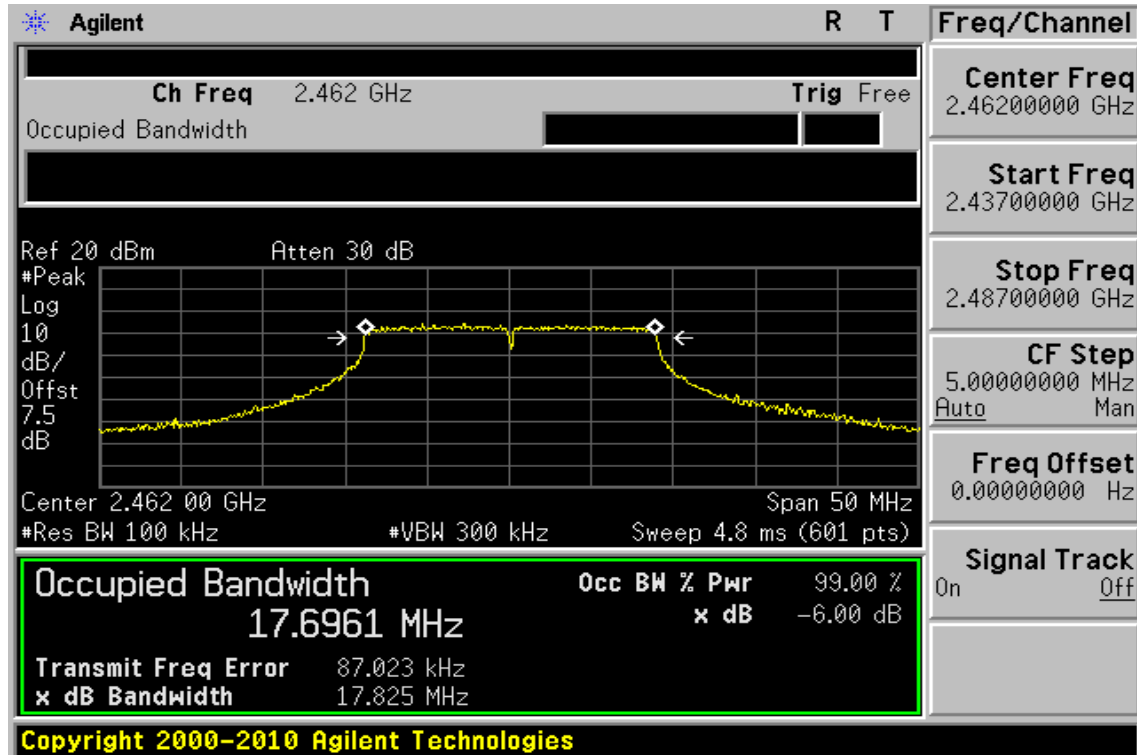 Agilent R T
Ch Freq 2.462 GHz Trig Free
Occupied Bandwidth
Ref 20 dBm Atten 30 dB
#Peak
Log
10
dB/
Offst
7.5
dB
Center 2.462 00 GHz Span 50 MHz
#Res BW 100 kHz #VBW 300 kHz Sweep 4.8 ms (601 pts)
Occupied Bandwidth
17.6961 MHz
Occ BW % Pwr 99.00 %
x dB -6.00 dB
Transmit Freq Error 87.023 kHz
x dB Bandwidth 17.825 MHz
Copyright 2000-2010 Agilent Technologies
Freq/Channel
Center Freq
2.46200000 GHz
Start Freq
2.43700000 GHz
Stop Freq
2.48700000 GHz
CF Step
5.00000000 MHz
Auto Man
Freq Offset
0.00000000 Hz
Signal Track
On Off